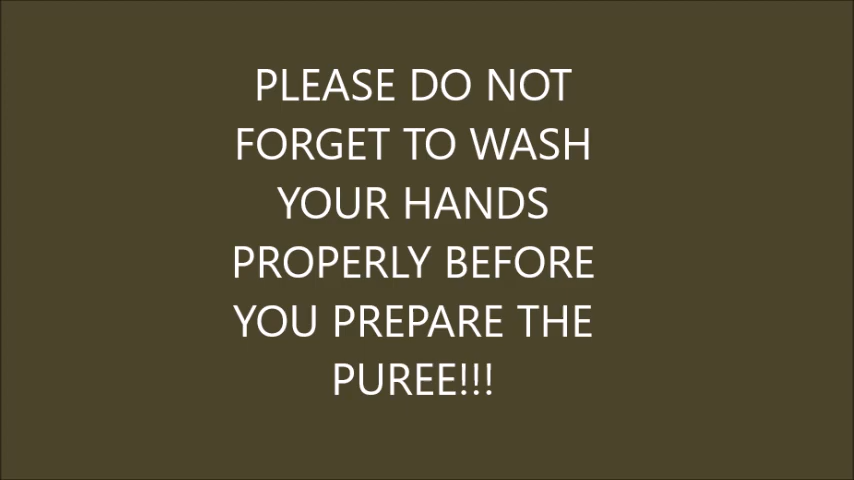 PLEASE DO NOT
FORGET TO WASH
YOUR HANDS
PROPERLY BEFORE
YOU PREPARE THE
PUREE!!!